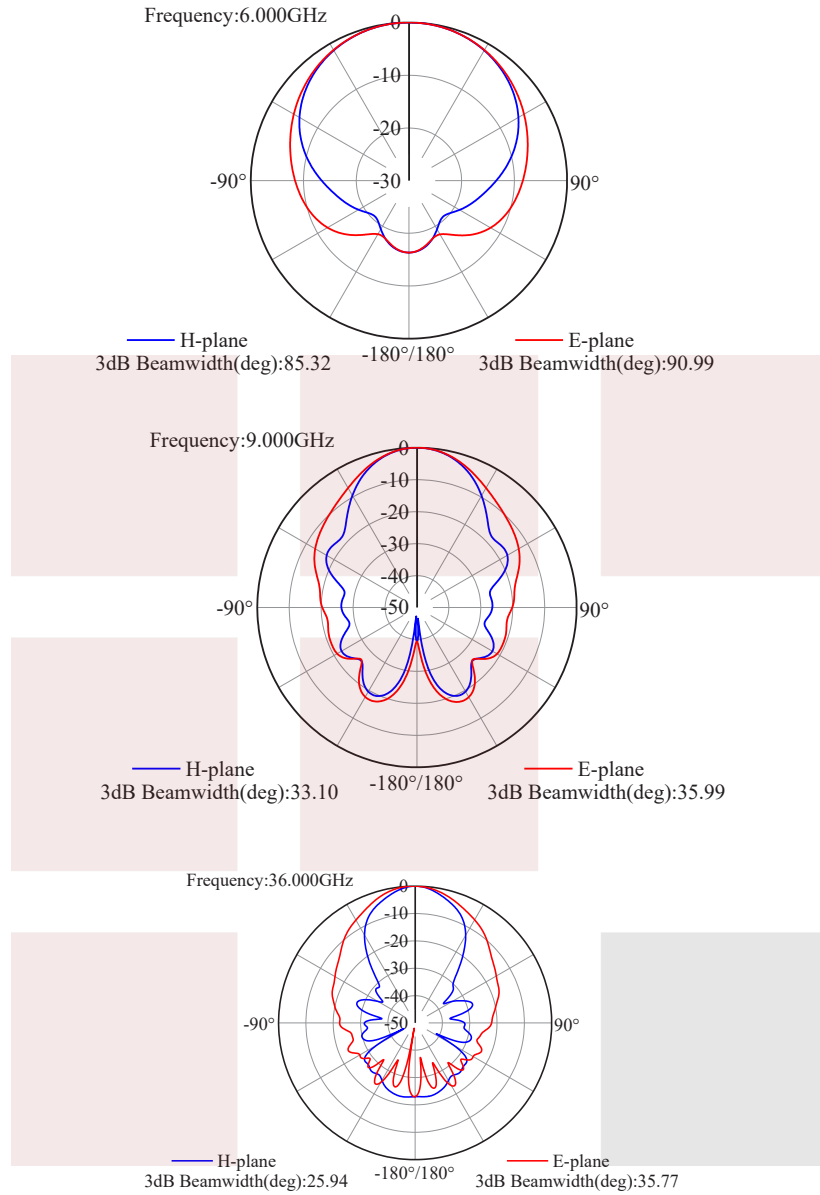 Frequency:6.000GHz
0
-10
-20
-90° -30 90°
H-plane E-plane
-180°/180°
3dB Beamwidth(deg):85.32 3dB Beamwidth(deg):90.99
Frequency:9.000GHz
0
-10
-20
-30
-40
-90° -50 90°
H-plane E-plane
-180°/180°
3dB Beamwidth(deg):33.10 3dB Beamwidth(deg):35.99
Frequency:36.000GHz
0
-10
-20
-30
-40
-90° -50 90°
H-plane E-plane
-180°/180°
3dB Beamwidth(deg):25.94 3dB Beamwidth(deg):35.77